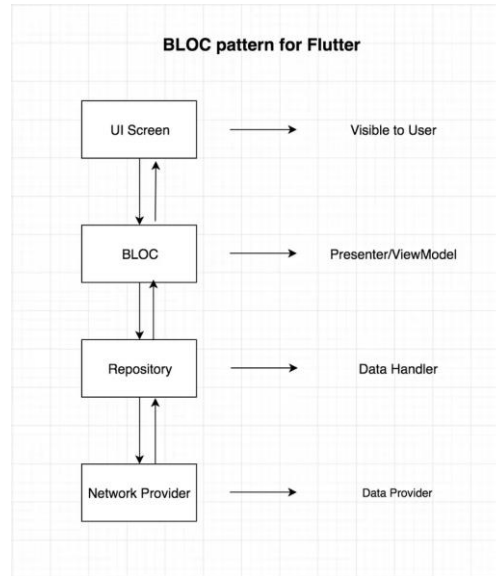 BLOC pattern for Flutter
UI Screen
Visible to User
BLOC
Presenter/ViewModel
Repository
Data Handler
Network Provider
Data Provider